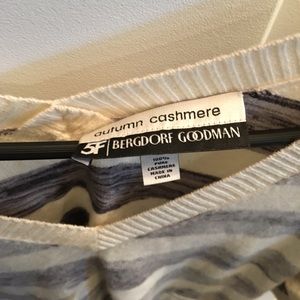 autumn cashmere
5F BERGDORF GOODMAN
100%
PURE
CASHMERE
MADE IN
CHINA